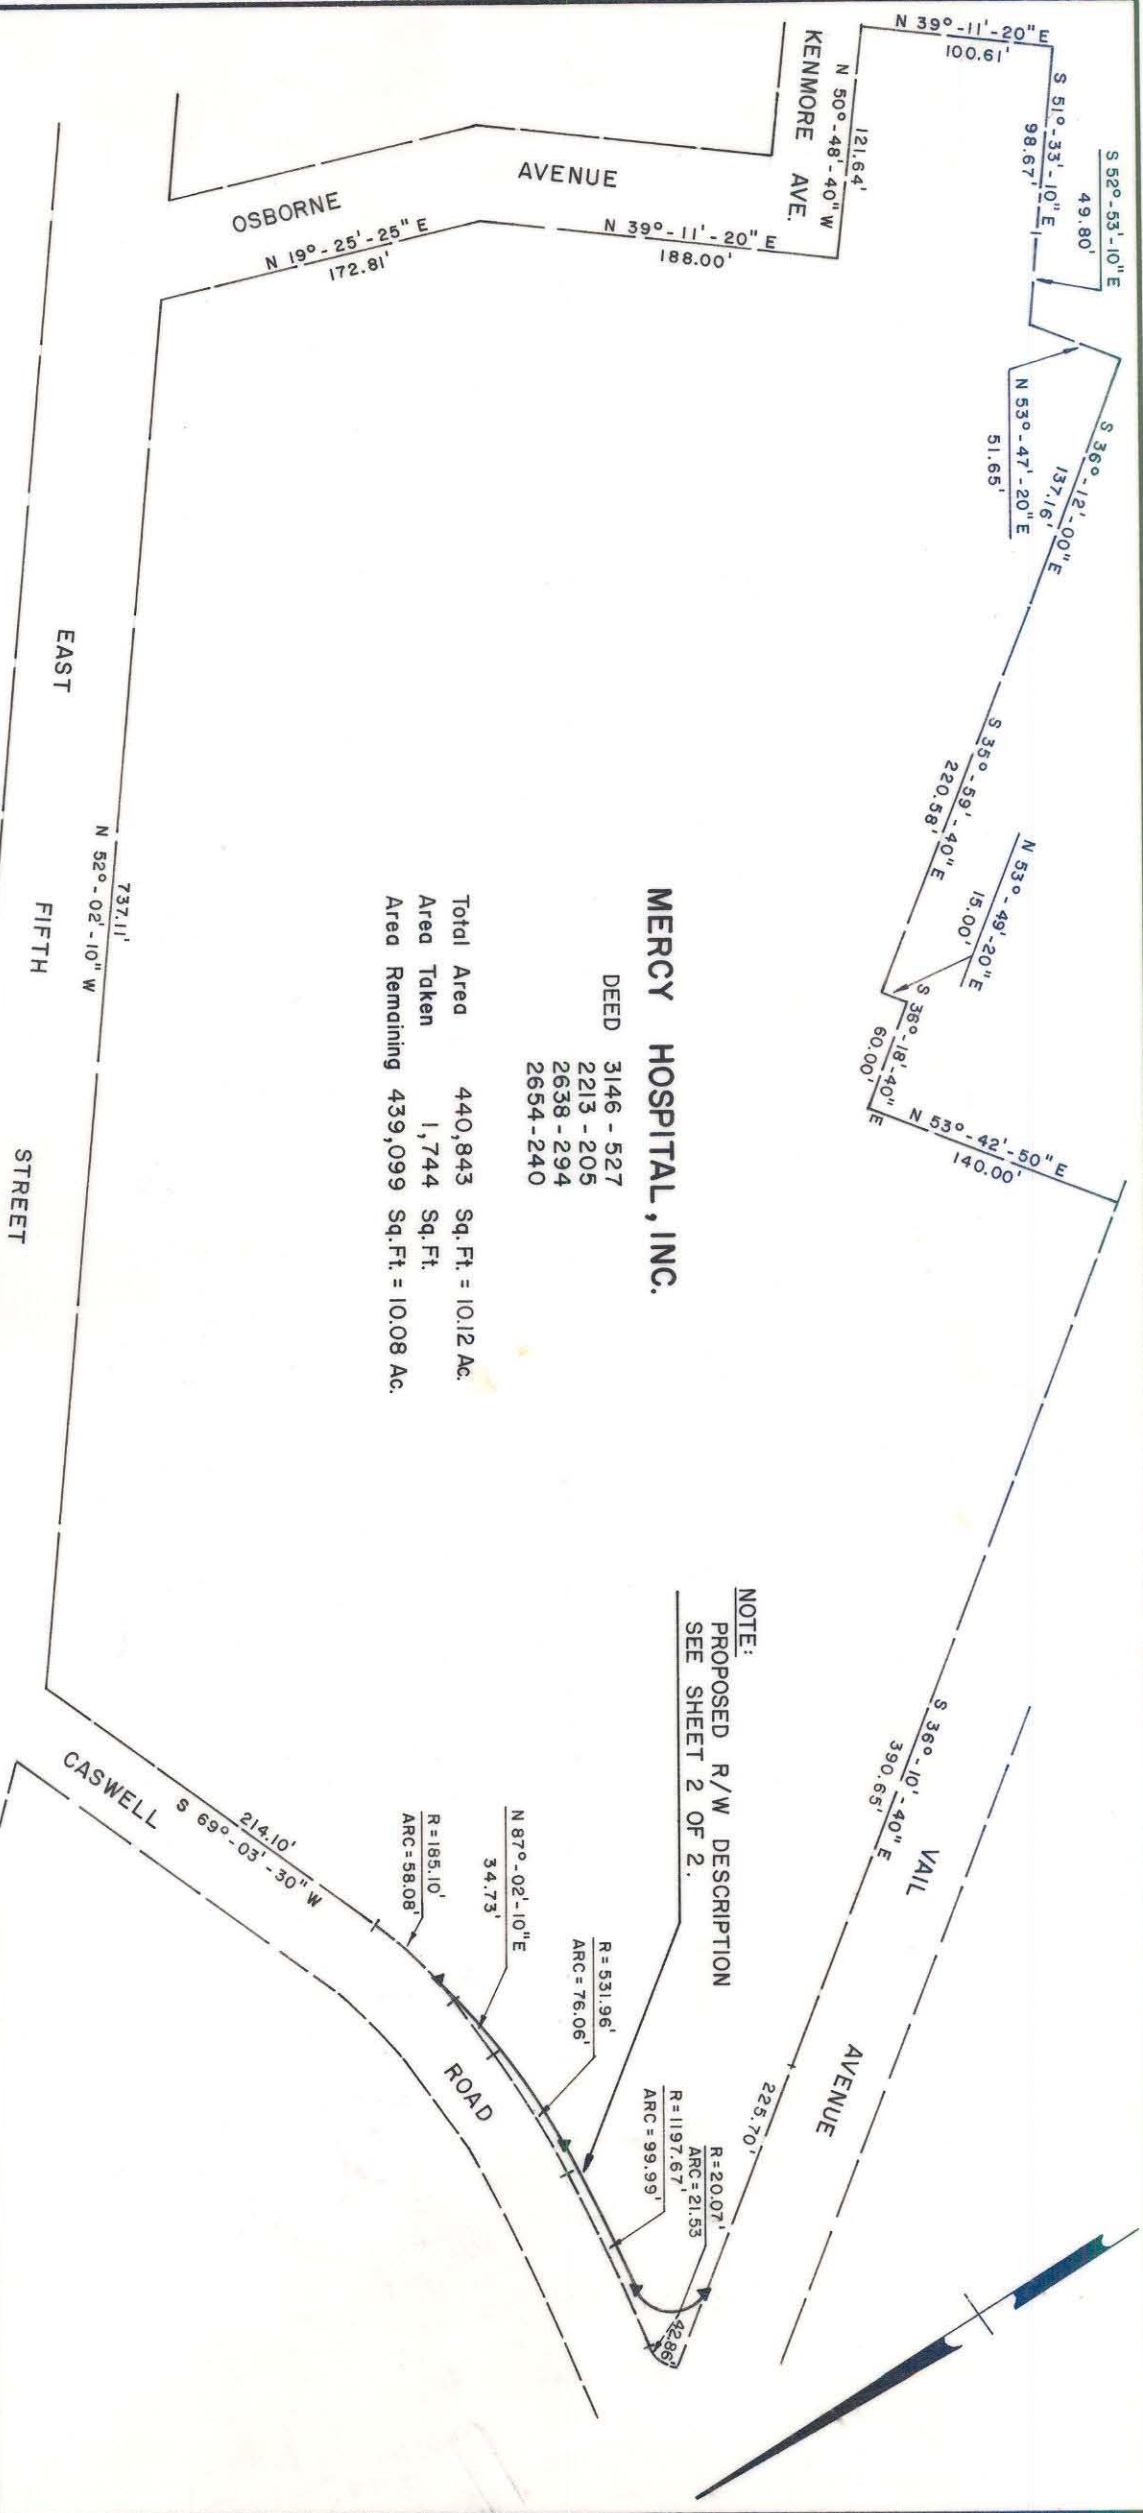 N 39°-11'-20" E
100.61'
S 51°-33'-10" E
98.67'
S 52°-53'-10" E
49.80'
N 53°-47'-20" E
51.65'
S 36°-12'-00" E
137.16'
S 35°-59'-40" E
220.58'
N 53°-49'-20" E
15.00'
S 36°-18'-40" E
60.00'
N 53°-42'-50" E
140.00'
S 36°-10'-40" E
390.65'
VAIL
AVENUE
225.70'
42.86'
R=20.07'
ARC=21.53
R=1197.67'
ARC=99.99'
R=531.96'
ARC=76.06'
N 87°-02'-10" E
34.73'
R=185.10'
ARC=58.08'
CASWELL
ROAD
214.10'
S 69°-03'-30" W
737.11'
N 52°-02'-10" W
EAST
FIFTH
STREET
OSBORNE
AVENUE
N 19°-25'-25" E
172.81'
N 39°-11'-20" E
188.00'
KENMORE AVE.
121.64'
N 50°-48'-40" W
MERCY HOSPITAL, INC.
DEED 3146-527
2213-205
2638-294
2654-240
Total Area 440,843 Sq.Ft. = 10.12 Ac.
Area Taken 1,744 Sq.Ft.
Area Remaining 439,099 Sq.Ft. = 10.08 Ac.
NOTE:
PROPOSED R/W DESCRIPTION
SEE SHEET 2 OF 2.